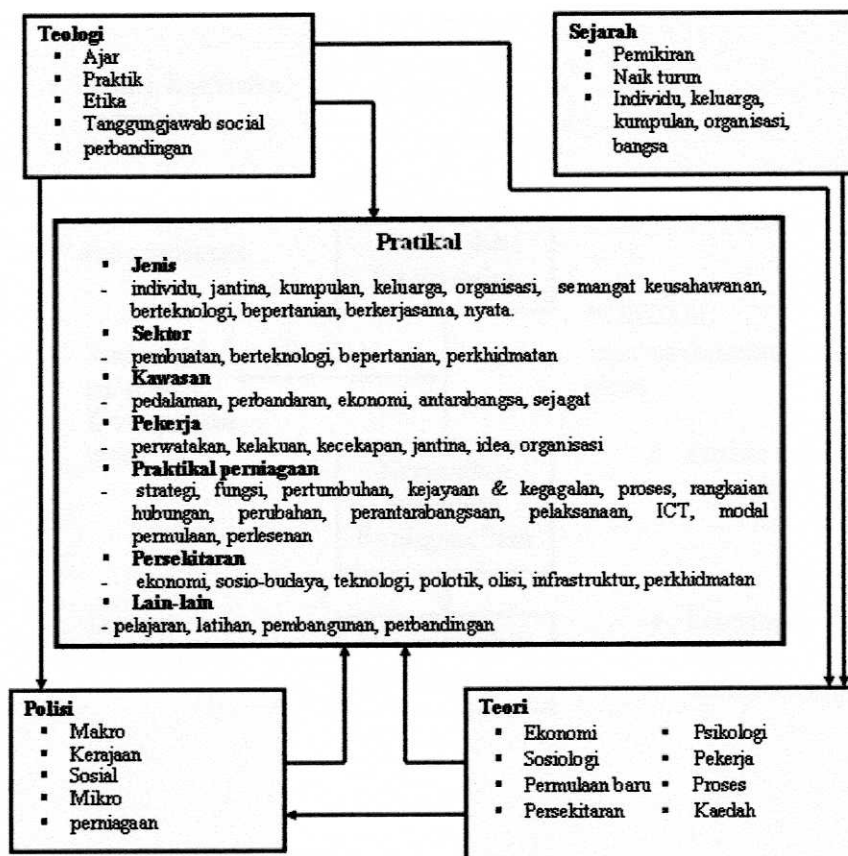 Teologi
▪ Ajar
▪ Praktik
▪ Etika
▪ Tanggungjawab social
▪ perbandingan
Sejarah
▪ Pemikiran
▪ Naik turun
▪ Individu, keluarga,
kumpulan, organisasi,
bangsa
Pratikal
▪ Jenis
- individu, jantina, kumpulan, keluarga, organisasi, semangat keusahawanan,
berteknologi, bepertanian, berkerjasama, nyata.
▪ Sektor
- pembuatan, berteknologi, bepertanian, perkhidmatan
▪ Kawasan
- pedalaman, perbandaran, ekonomi, antarabangsa, sejagat
▪ Pekerja
- perwatakan, kelakuan, kecekapan, jantina, idea, organisasi
▪ Praktikal perniagaan
- strategi, fungsi, pertumbuhan, kejayaan & kegagalan, proses, rangkaian
hubungan, perubahan, perantarabangsaan, pelaksanaan, ICT, modal
permulaan, perlesenan
▪ Persekitaran
- ekonomi, sosio-budaya, teknologi, polotik, olisi, infrastruktur, perkhidmatan
▪ Lain-lain
- pelajaran, latihan, pembangunan, perbandingan
Polisi
▪ Makro
▪ Kerajaan
▪ Sosial
▪ Mikro
▪ perniagaan
Teori
▪ Ekonomi
▪ Sosiologi
▪ Permulaan baru
▪ Persekitaran
▪ Psikologi
▪ Pekerja
▪ Proses
▪ Kaedah